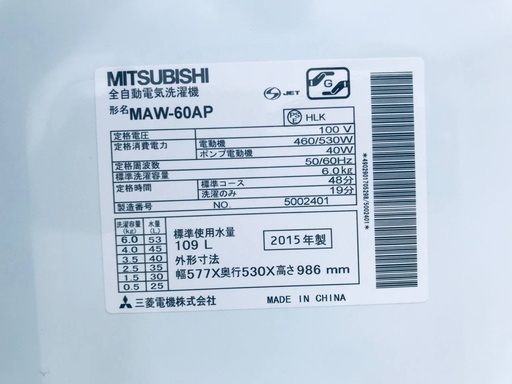 MITSUBISHI
全自動電気洗濯機
形名 MAW-60AP
JET
G
HLK
定格電圧 100 V
定格消費電力 電動機 460/530W
ポンプ電動機 40W
定格周波数 50/60Hz
標準洗濯容量 6.0kg
定格時間 標準コース 48分
洗濯のみ 19分
製造番号 NO. 5002401
洗濯容量(kg) 水量(L)
6.0 53
4.0 45
3.5 40
2.5 35
1.5 30
0.5 25
標準使用水量
109 L
2015年製
外形寸法
幅577X奥行530X高さ986 mm
三菱電機株式会社 MADE IN CHINA